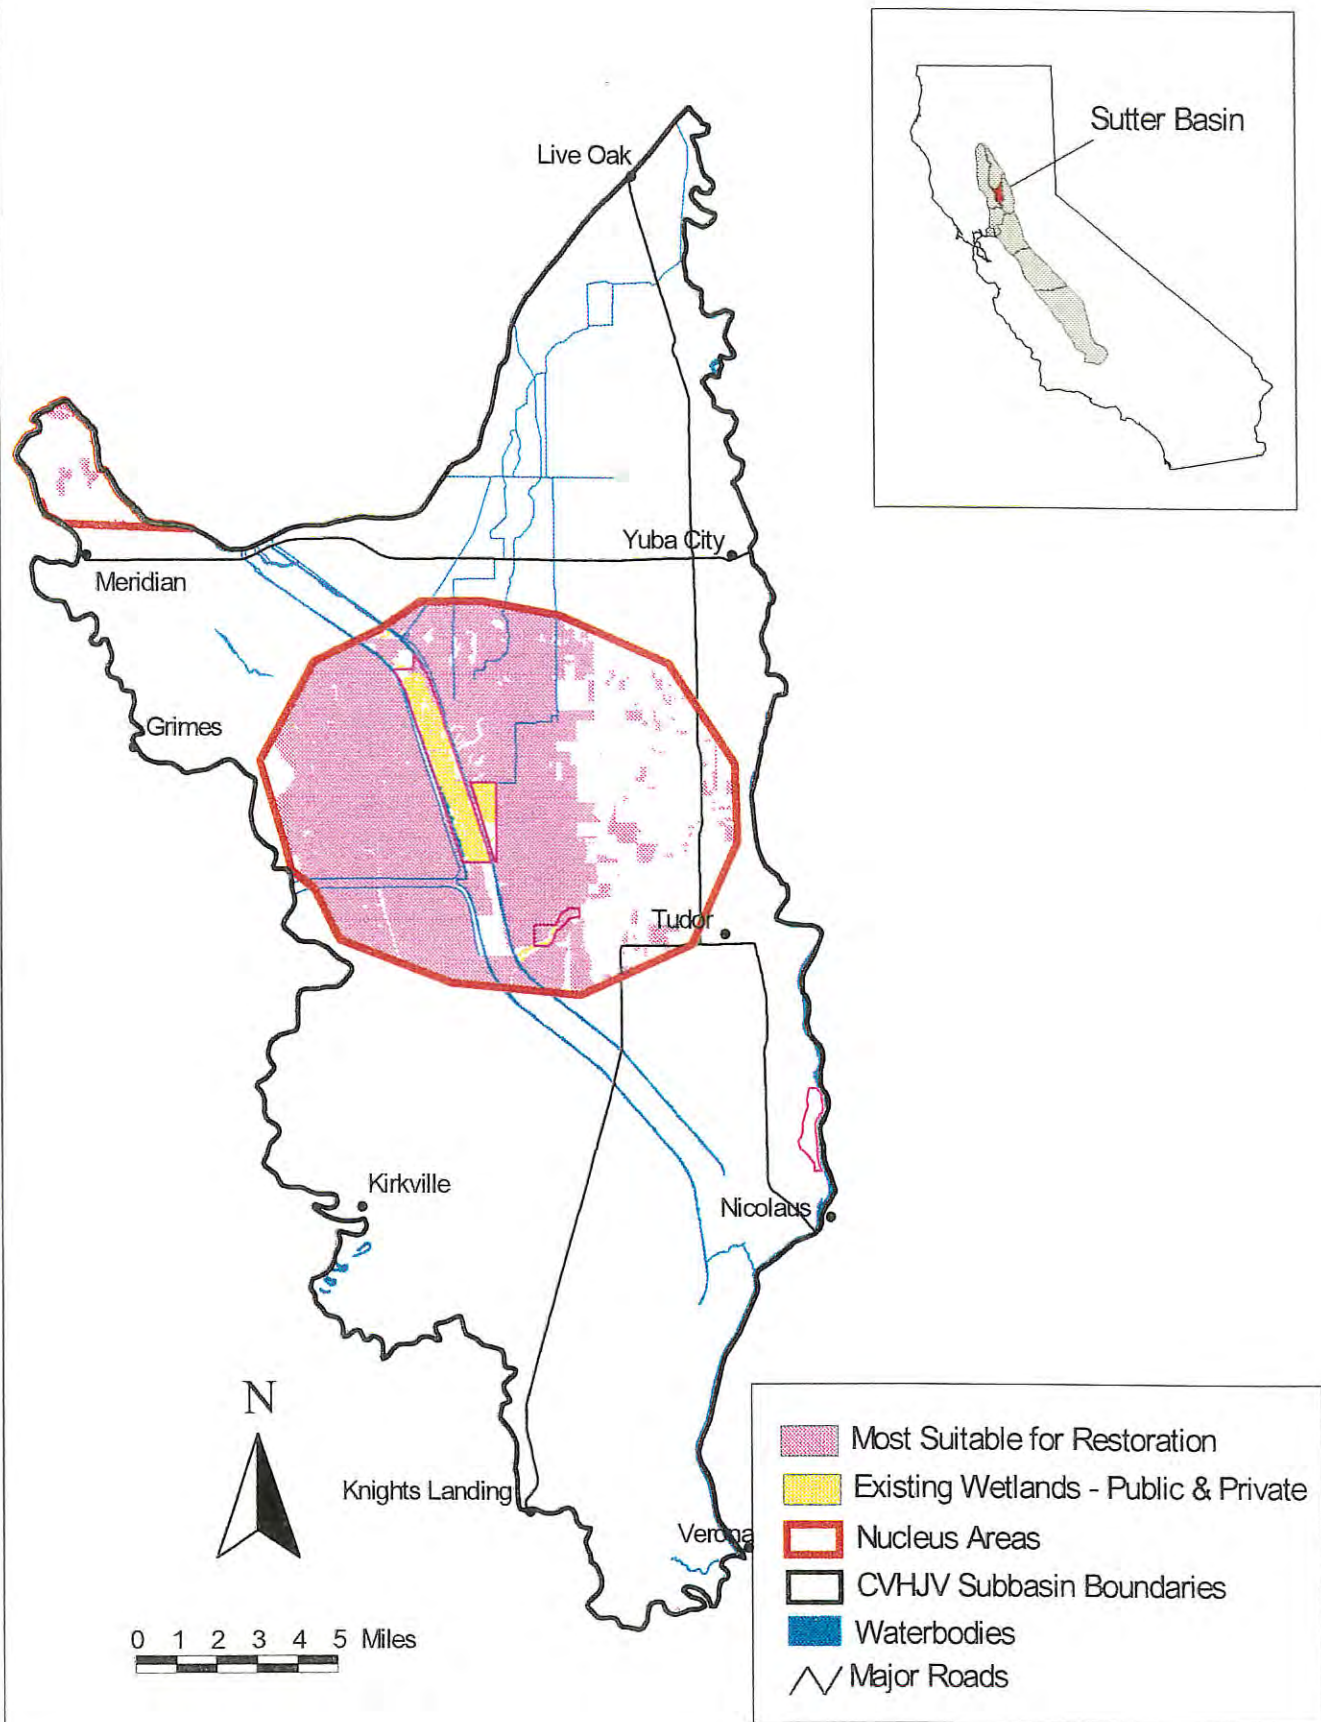 Sutter Basin
Live Oak
Yuba City
Meridian
Grimes
Tudor
Kirkville
Nicolaus
N
Knights Landing
Verona
0 1 2 3 4 5 Miles
Most Suitable for Restoration
Existing Wetlands - Public & Private
Nucleus Areas
CVHJV Subbasin Boundaries
Waterbodies
Major Roads